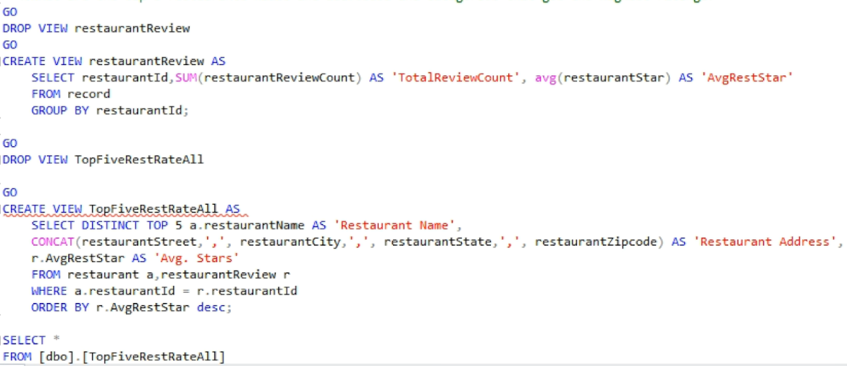 GO
DROP VIEW restaurantReview
GO
CREATE VIEW restaurantReview AS
SELECT restaurantId,SUM(restaurantReviewCount) AS 'TotalReviewCount', avg(restaurantStar) AS 'AvgRestStar'
FROM record
GROUP BY restaurantId;
GO
DROP VIEW TopFiveRestRateAll
GO
CREATE VIEW TopFiveRestRateAll AS
SELECT DISTINCT TOP 5 a.restaurantName AS 'Restaurant Name',
CONCAT(restaurantStreet,',', restaurantCity,',', restaurantState,',', restaurantZipcode) AS 'Restaurant Address',
r.AvgRestStar AS 'Avg. Stars'
FROM restaurant a,restaurantReview r
WHERE a.restaurantId = r.restaurantId
ORDER BY r.AvgRestStar desc;
SELECT *
FROM [dbo].[TopFiveRestRateAll]